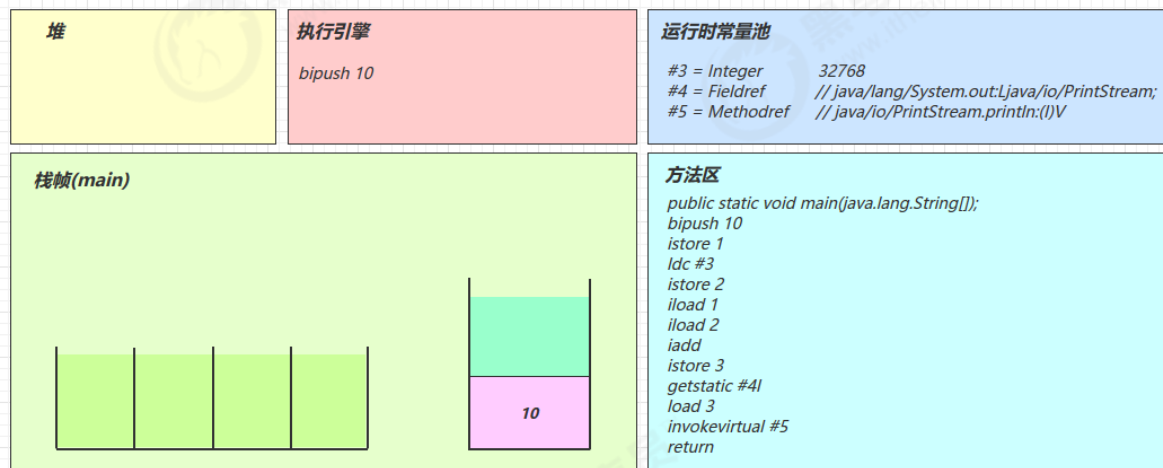 堆
执行引擎
bipush 10
运行时常量池
#3 = Integer 32768
#4 = Fieldref // java/lang/System.out:Ljava/io/PrintStream;
#5 = Methodref // java/io/PrintStream.println:(I)V
栈帧(main)
10
方法区
public static void main(java.lang.String[]);
bipush 10
istore 1
ldc #3
istore 2
iload 1
iload 2
iadd
istore 3
getstatic #4I
load 3
invokevirtual #5
return